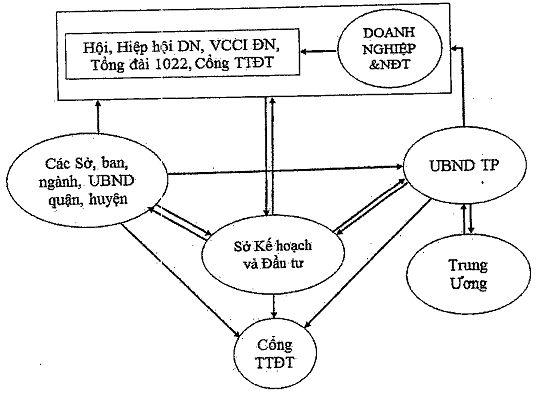 Hội, Hiệp hội DN, VCCI ĐN,
Tổng đài 1022, Cổng TTĐT
DOANH
NGHIỆP
&NĐT
Các Sở, ban,
ngành, UBND
quận, huyện
UBND TP
Sở Kế hoạch
và Đầu tư
Trung
Ương
Cổng
TTĐT